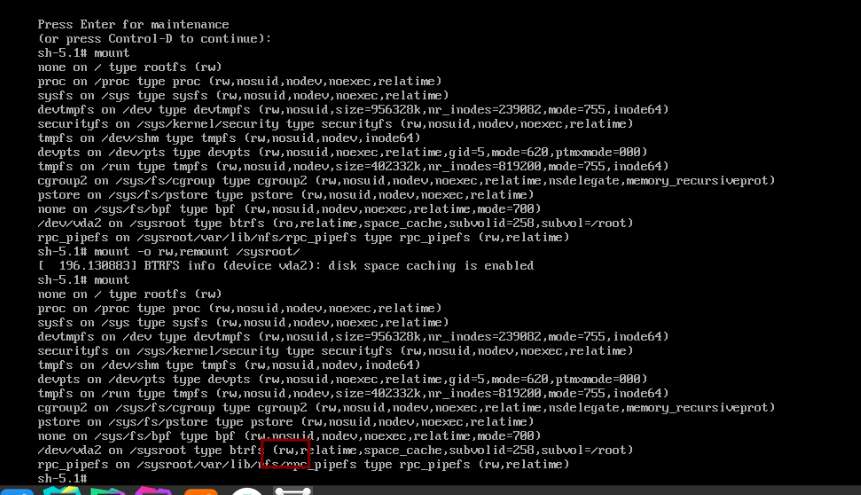 Press Enter for maintenance
(or press Control-D to continue):
sh-5.1# mount
none on / type rootfs (rw)
proc on /proc type proc (rw,nosuid,nodev,noexec,relatime)
sysfs on /sys type sysfs (rw,nosuid,nodev,noexec,relatime)
devtmpfs on /dev type devtmpfs (rw,nosuid,size=956328k,nr_inodes=239082,mode=755,inode64)
securityfs on /sys/kernel/security type securityfs (rw,nosuid,nodev,noexec,relatime)
tmpfs on /dev/shm type tmpfs (rw,nosuid,nodev,inode64)
devpts on /dev/pts type devpts (rw,nosuid,noexec,relatime,gid=5,mode=620,ptmxmode=000)
tmpfs on /run type tmpfs (rw,nosuid,nodev,size=402332k,nr_inodes=819200,mode=755,inode64)
cgroup2 on /sys/fs/cgroup type cgroup2 (rw,nosuid,nodev,noexec,relatime,nsdelegate,memory_recursiveprot)
pstore on /sys/fs/pstore type pstore (rw,nosuid,nodev,noexec,relatime)
none on /sys/fs/bpf type bpf (rw,nosuid,nodev,noexec,relatime,mode=700)
/dev/vda2 on /sysroot type btrfs (ro,relatime,space_cache,subvolid=258,subvol=/root)
rpc_pipefs on /sysroot/var/lib/nfs/rpc_pipefs type rpc_pipefs (rw,relatime)
sh-5.1# mount -o rw,remount /sysroot/
[  196.130883] BTRFS info (device vda2): disk space caching is enabled
sh-5.1# mount
none on / type rootfs (rw)
proc on /proc type proc (rw,nosuid,nodev,noexec,relatime)
sysfs on /sys type sysfs (rw,nosuid,nodev,noexec,relatime)
devtmpfs on /dev type devtmpfs (rw,nosuid,size=956328k,nr_inodes=239082,mode=755,inode64)
securityfs on /sys/kernel/security type securityfs (rw,nosuid,nodev,noexec,relatime)
tmpfs on /dev/shm type tmpfs (rw,nosuid,nodev,inode64)
devpts on /dev/pts type devpts (rw,nosuid,noexec,relatime,gid=5,mode=620,ptmxmode=000)
tmpfs on /run type tmpfs (rw,nosuid,nodev,size=402332k,nr_inodes=819200,mode=755,inode64)
cgroup2 on /sys/fs/cgroup type cgroup2 (rw,nosuid,nodev,noexec,relatime,nsdelegate,memory_recursiveprot)
pstore on /sys/fs/pstore type pstore (rw,nosuid,nodev,noexec,relatime)
none on /sys/fs/bpf type bpf (rw,nosuid,nodev,noexec,relatime,mode=700)
/dev/vda2 on /sysroot type btrfs (rw,relatime,space_cache,subvolid=258,subvol=/root)
rpc_pipefs on /sysroot/var/lib/nfs/rpc_pipefs type rpc_pipefs (rw,relatime)
sh-5.1#